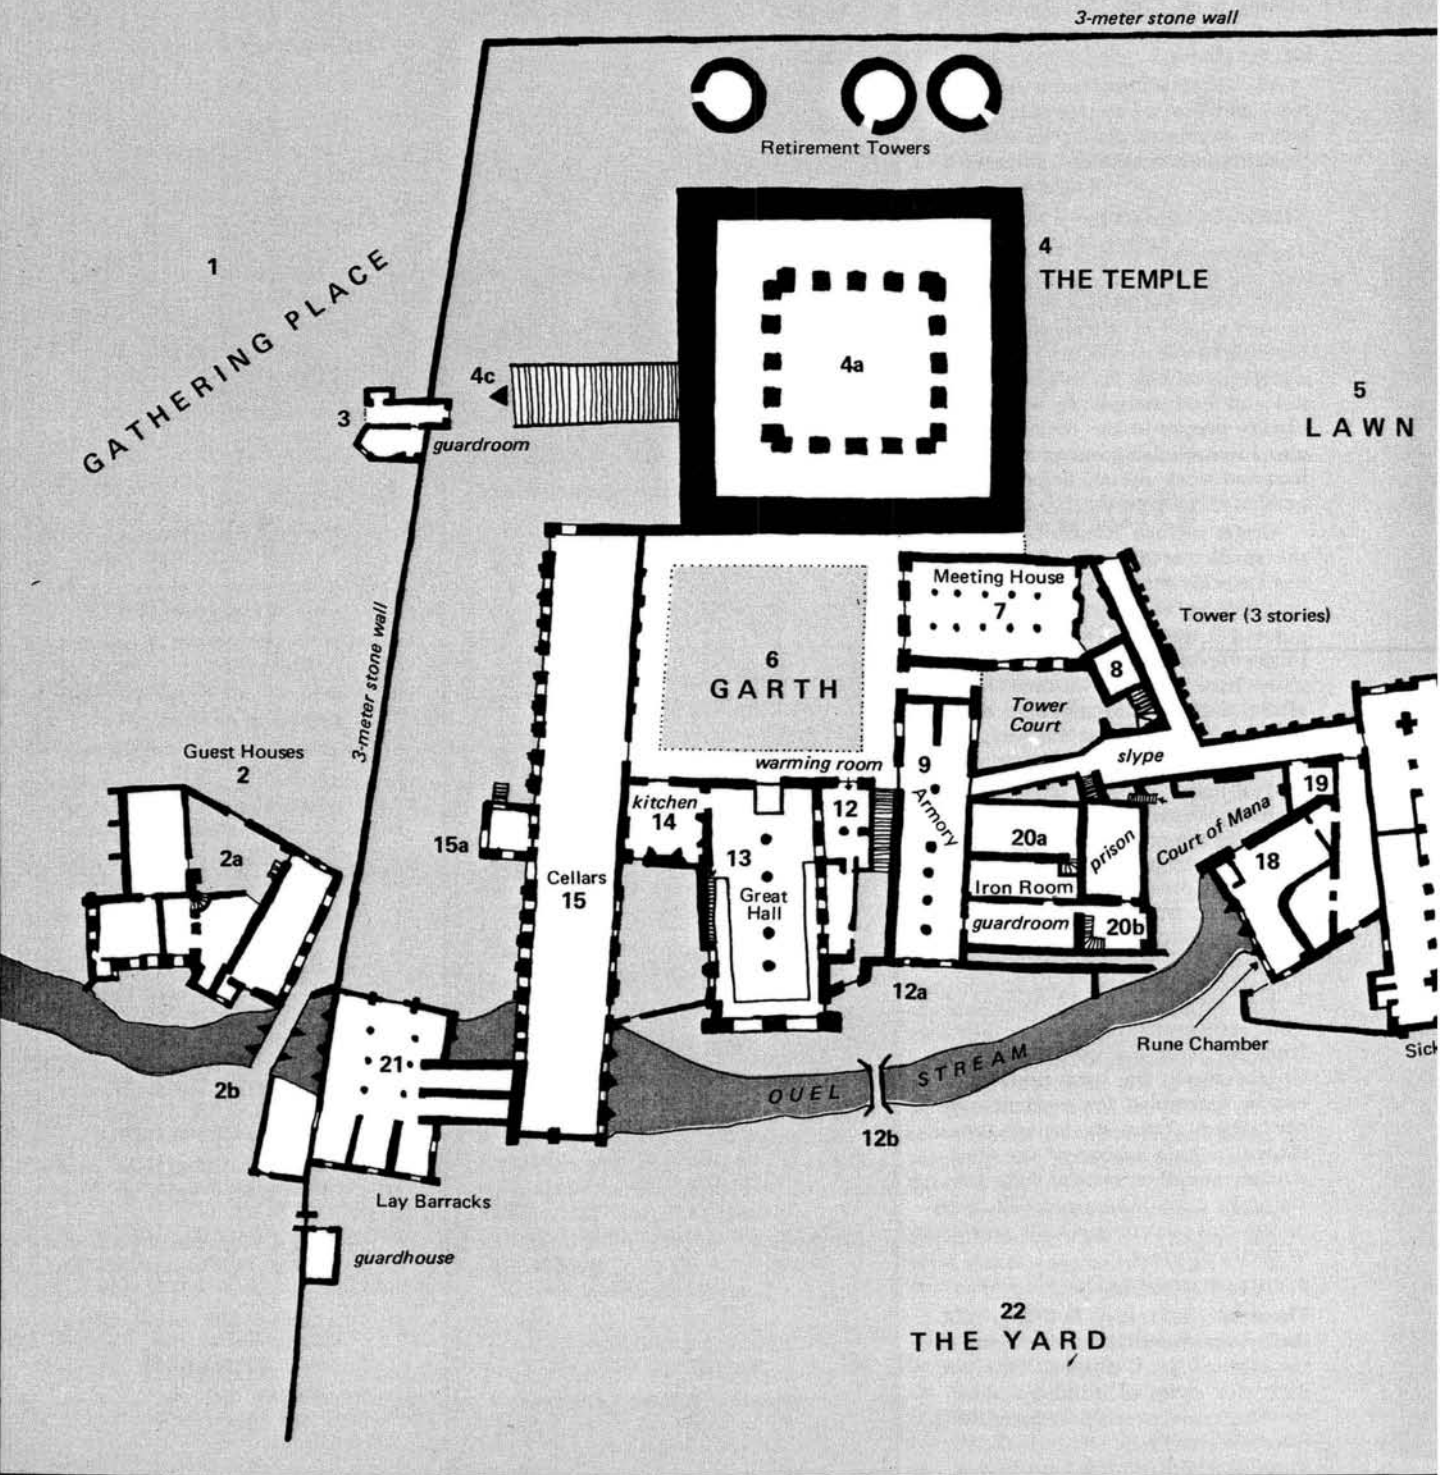 3-meter stone wall
Retirement Towers
1
GATHERING PLACE
4
THE TEMPLE
4a
4c
3
guardroom
5
LAWN
3-meter stone wall
Meeting House
7
Tower (3 stories)
8
6
GARTH
Tower
Court
slype
warming room
9
Armory
Guest Houses
2
2a
kitchen
14
12
19
Court of Mana
15a
13
20a
prison
18
Cellars
15
Great
Hall
Iron Room
guardroom
20b
12a
Rune Chamber
Sick
21
2b
OUEL STREAM
12b
Lay Barracks
guardhouse
22
THE YARD